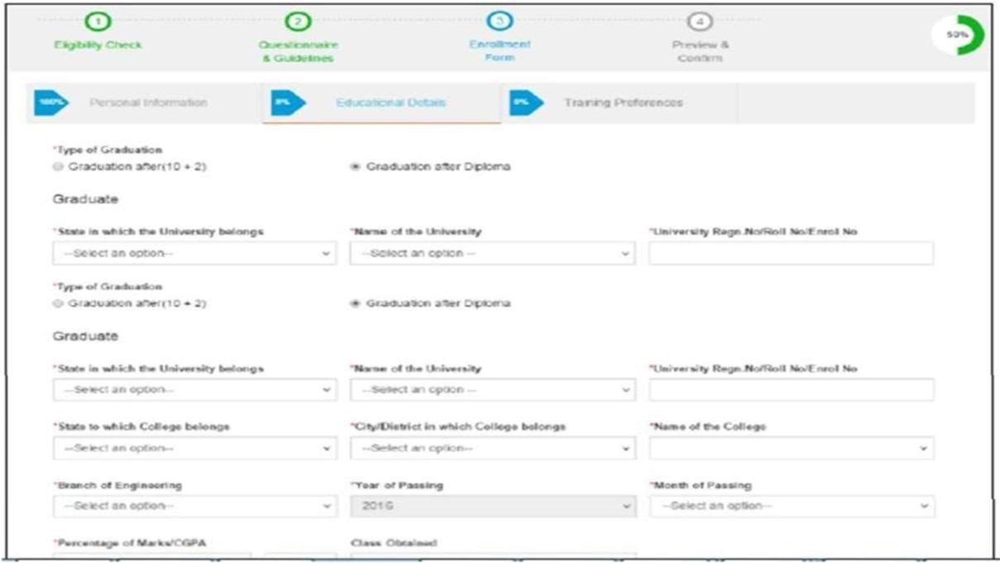 1 2 3 4
Eligibility Check Questionnaire & Guidelines Enrollment Form Preview & Confirm
50%
100% Personal Information 0% Educational Details 0% Training Preferences
*Type of Graduation
Graduation after(10 + 2) Graduation after Diploma
Graduate
*State in which the University belongs *Name of the University *University Regn.No/Roll No/Enrol No
--Select an option-- --Select an option --
*Type of Graduation
Graduation after(10 + 2) Graduation after Diploma
Graduate
*State in which the University belongs *Name of the University *University Regn.No/Roll No/Enrol No
--Select an option-- --Select an option --
*State to which College belongs *City/District in which College belongs *Name of the College
--Select an option-- --Select an option--
*Branch of Engineering *Year of Passing *Month of Passing
--Select an option-- 2016 --Select an option--
*Percentage of Marks/CGPA Class Obtained